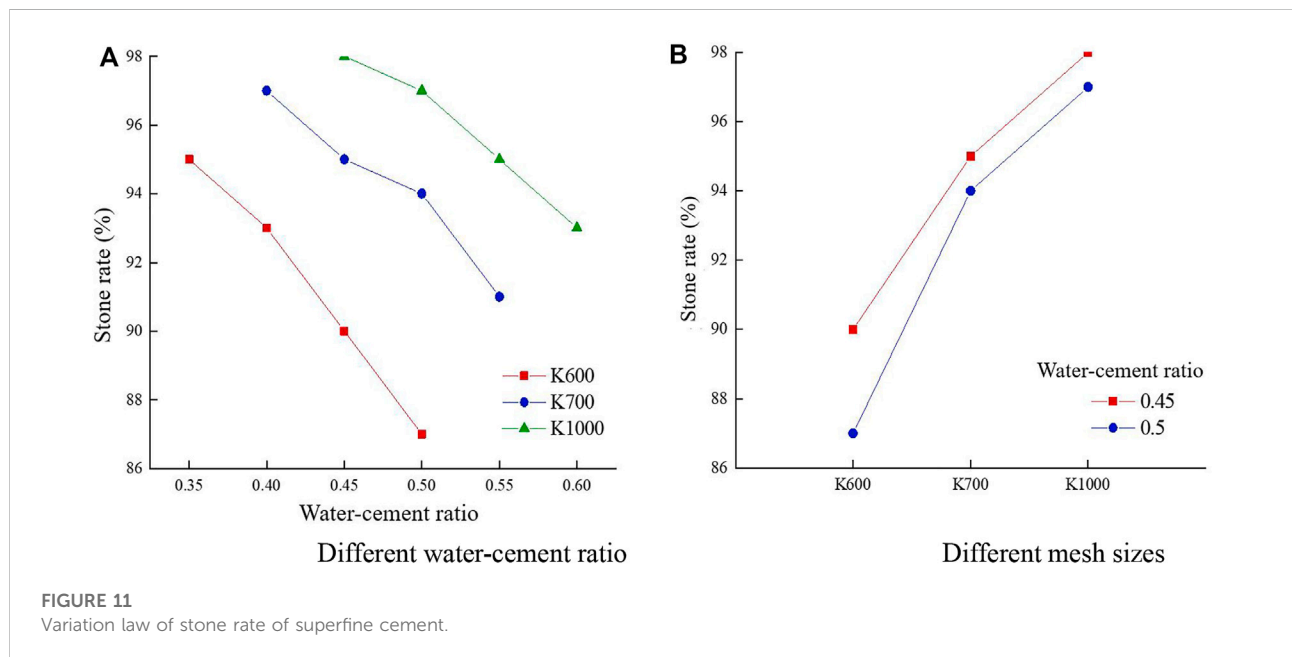 A
98
96
94
92
90
88
86
Stone rate (%)
0.35 0.40 0.45 0.50 0.55 0.60
Water-cement ratio
K600
K700
K1000
Different water-cement ratio
B
98
96
94
92
90
88
86
Stone rate (%)
K600 K700 K1000
Water-cement ratio
0.45
0.5
Different mesh sizes
FIGURE 11
Variation law of stone rate of superfine cement.